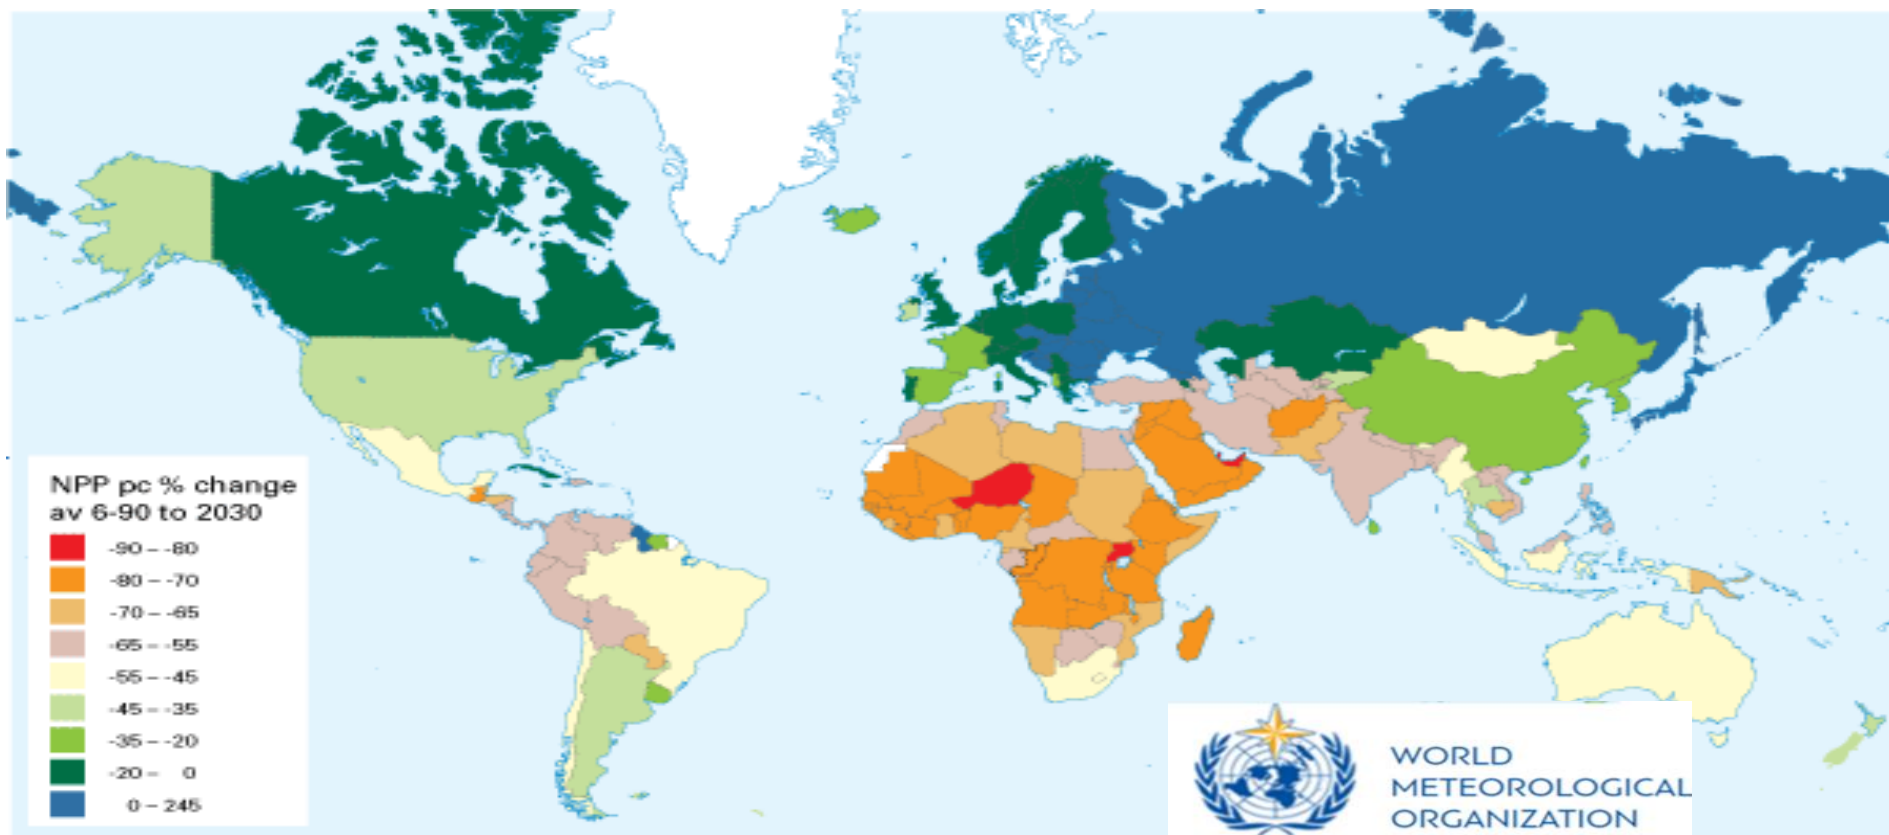 NPP pc % change
av 6-90 to 2030
-90 – -80
-80 – -70
-70 – -65
-65 – -55
-55 – -45
-45 – -35
-35 – -20
-20 – 0
0 – 245
WORLD
METEOROLOGICAL
ORGANIZATION